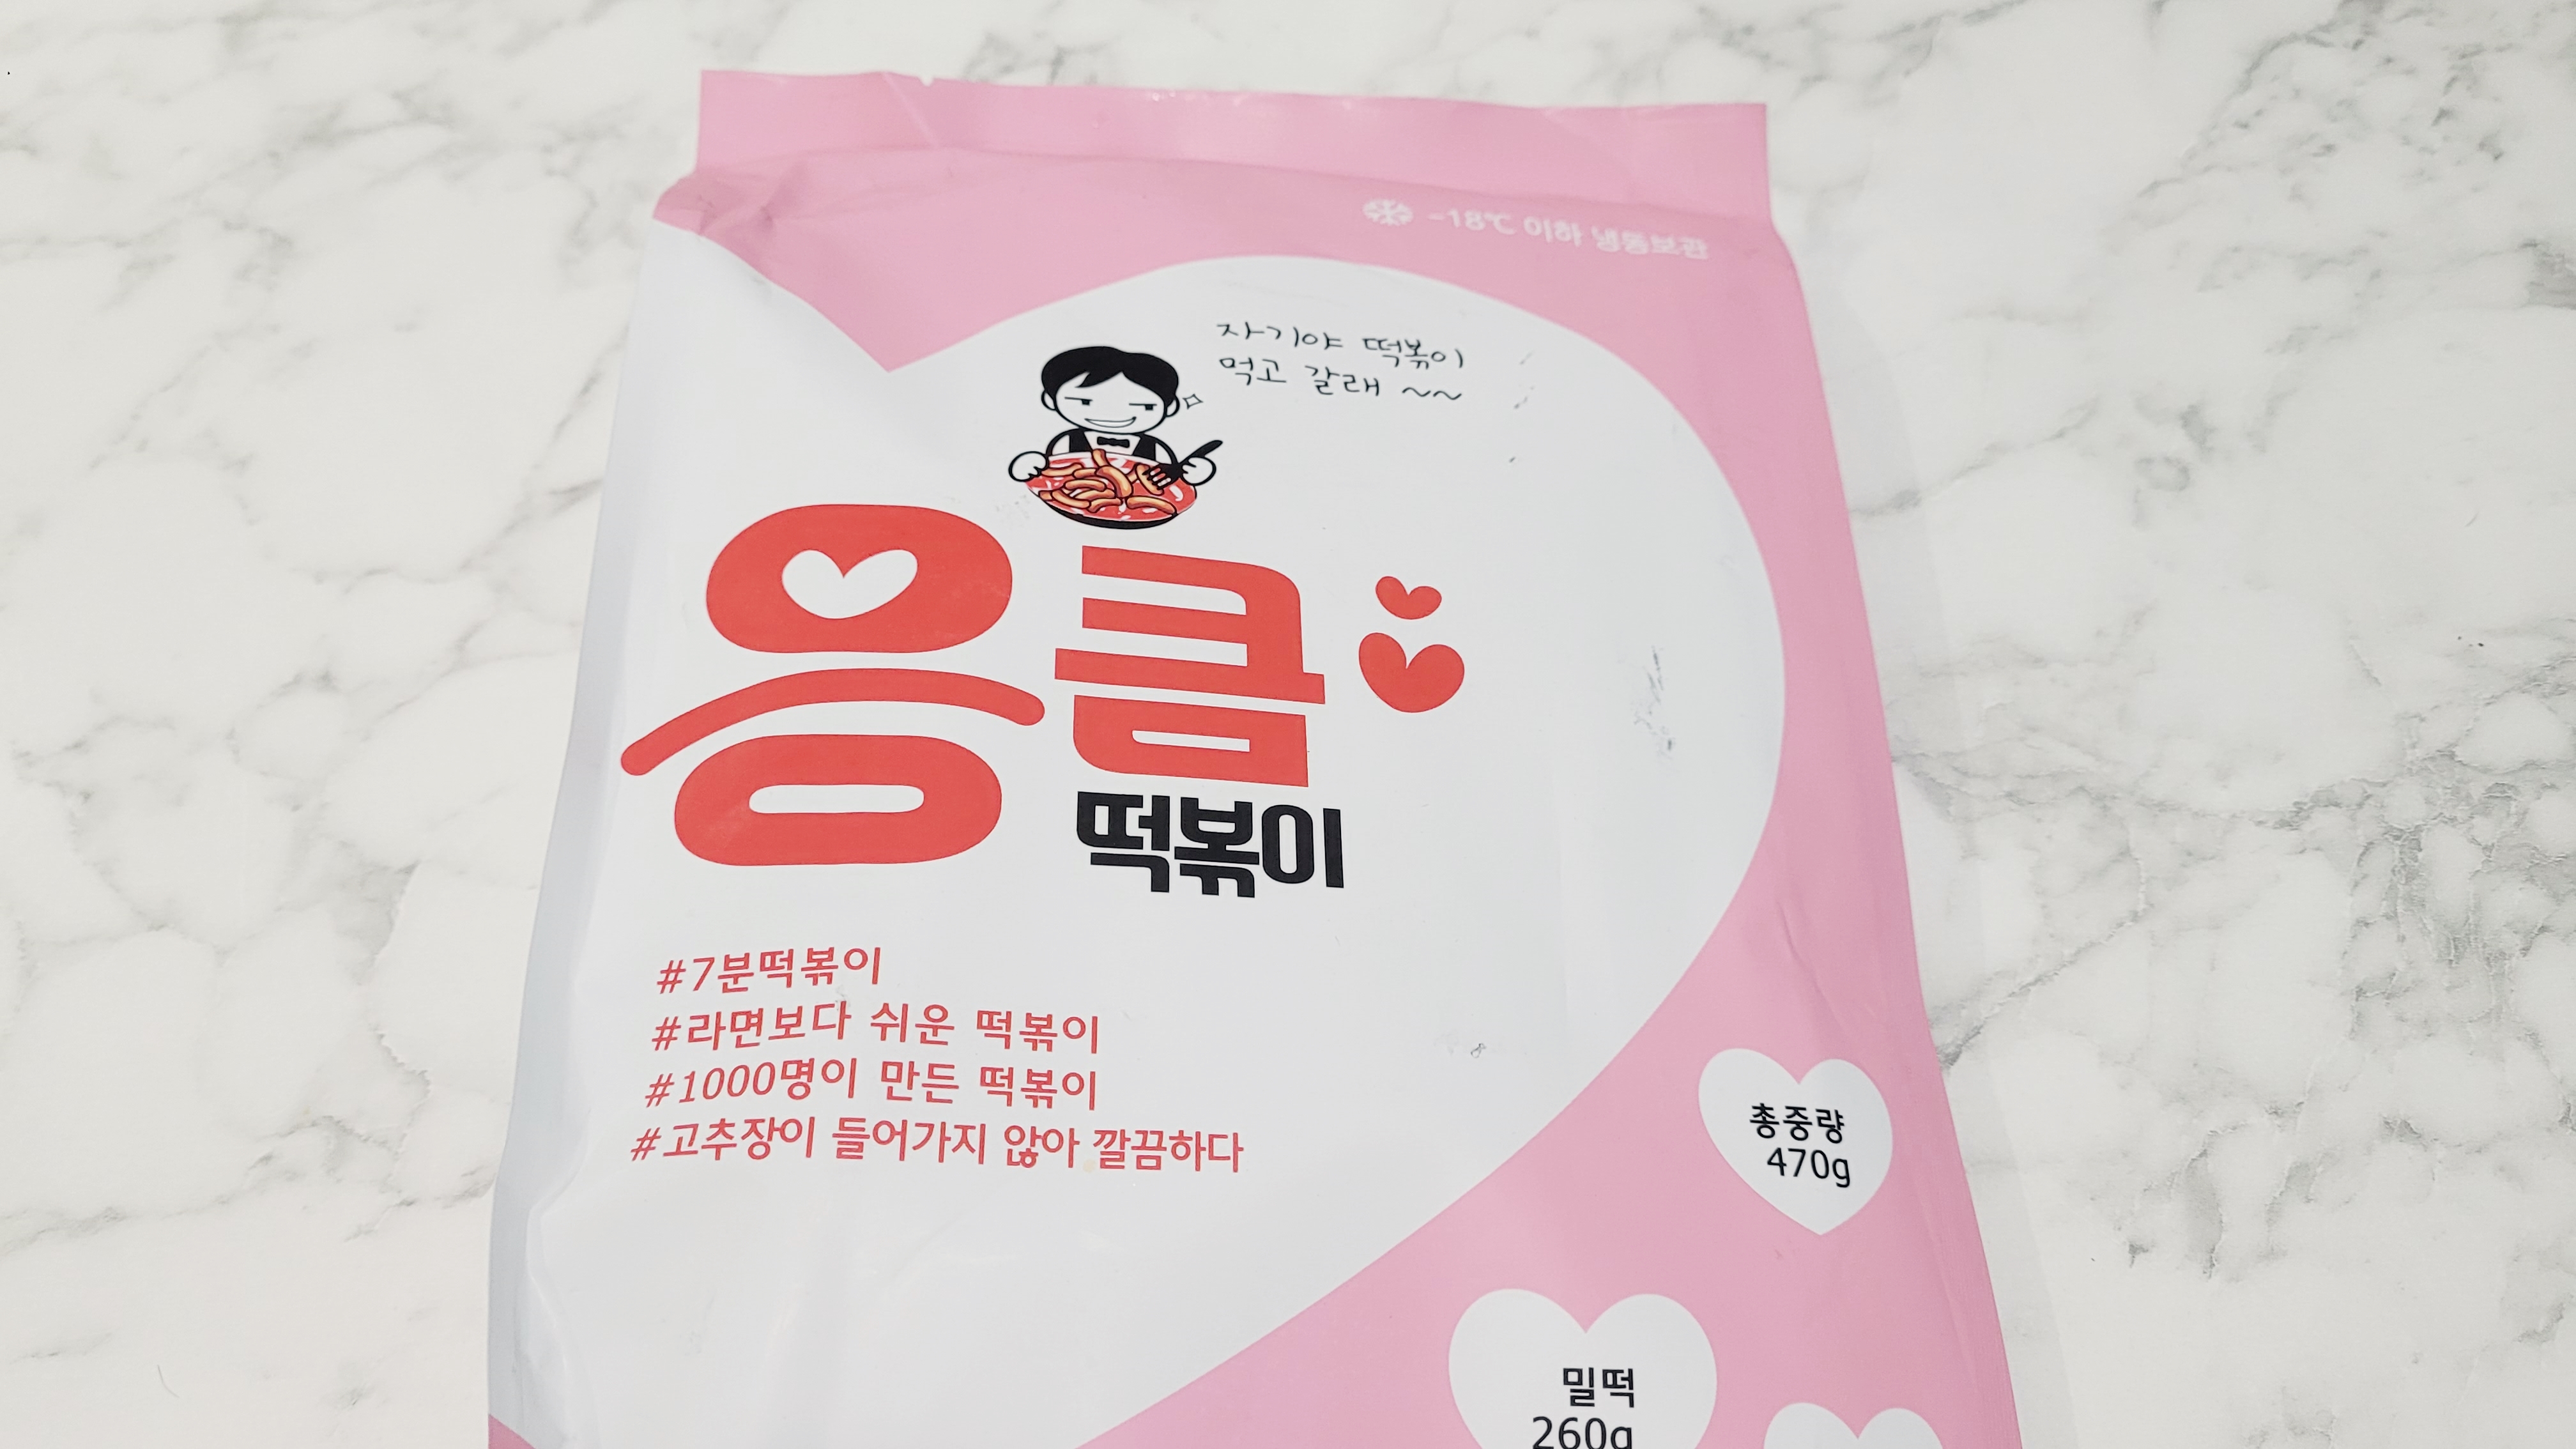 -18℃ 이하 냉동보관
자기야 떡볶이
먹고 갈래 ~~
응큼
떡볶이
#7분떡볶이
#라면보다 쉬운 떡볶이
#1000명이 만든 떡볶이
#고추장이 들어가지 않아 깔끔하다
총중량
470g
밀떡
260g